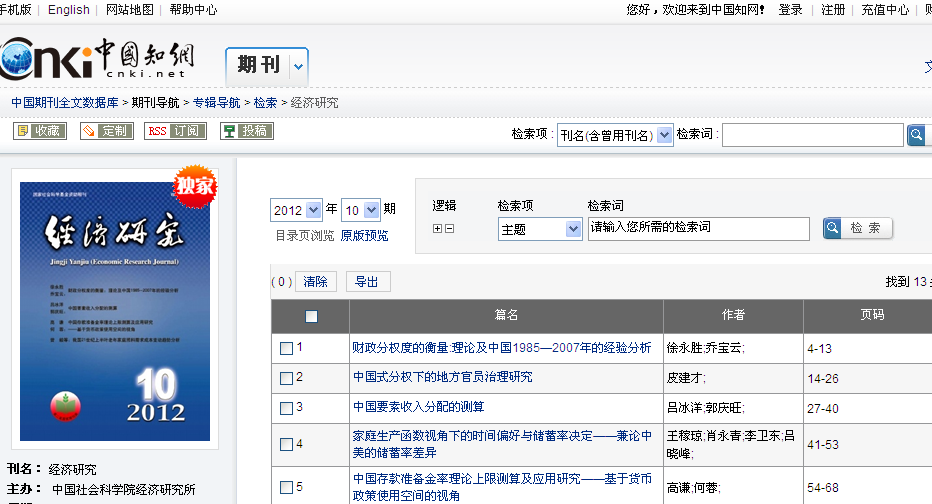 手机版 | English | 网站地图 | 帮助中心
您好，欢迎来到中国知网！ 登录 | 注册 | 充值中心 |
cnki 中國知網
cnki.net
期刊
中国期刊全文数据库 > 期刊导航 > 专辑导航 > 检索 > 经济研究
收藏 定制 RSS 订阅 投稿
检索项：刊名(含曾用刊名) 检索词：
独家
经济研究
Jingji Yanjiu (Economic Research Journal)
10
2012
刊名： 经济研究
主办： 中国社会科学院经济研究所
2012 年 10 期
目录页浏览 原版预览
逻辑 检索项 检索词
主题 请输入您所需的检索词 检 索
( 0 ) 清除 导出 找到 13
篇名 作者 页码
1 财政分权度的衡量:理论及中国1985—2007年的经验分析 徐永胜;乔宝云; 4-13
2 中国式分权下的地方官员治理研究 皮建才; 14-26
3 中国要素收入分配的测算 吕冰洋;郭庆旺; 27-40
4 家庭生产函数视角下的时间偏好与储蓄率决定——兼论中 王稼琼;肖永青;李卫东;吕 41-53
美的储蓄率差异 晓峰;
5 中国存款准备金率理论上限测算及应用研究——基于货币 高谦;何蓉; 54-68
政策使用空间的视角